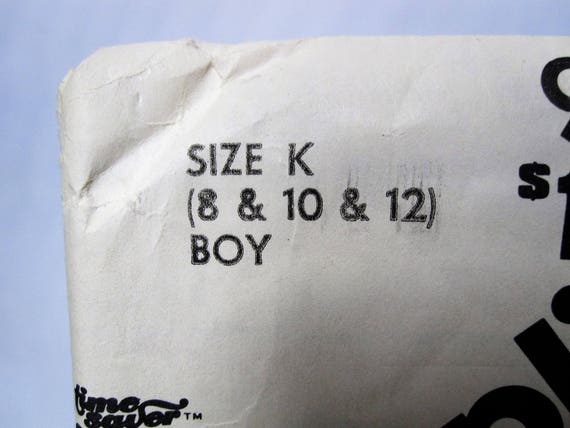 SIZE K
(8 & 10 & 12)
BOY
time
saver™